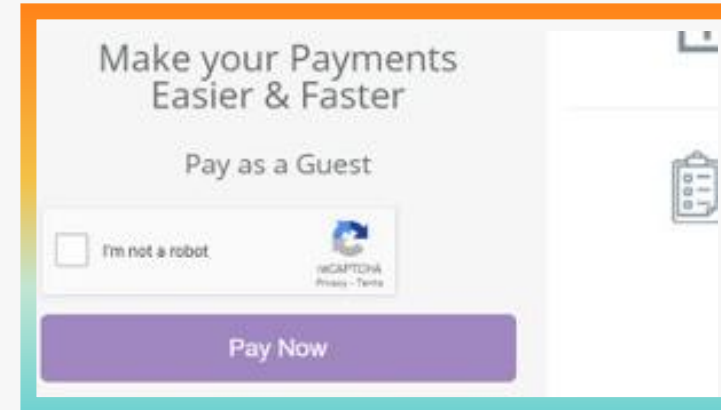 Make your Payments
Easier & Faster
Pay as a Guest
I'm not a robot
reCAPTCHA
Privacy - Terms
Pay Now